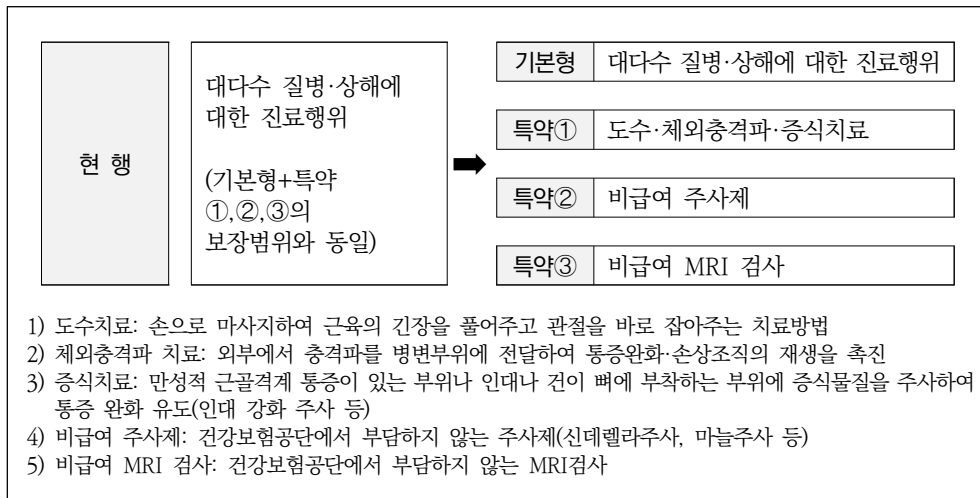 현 행
대다수 질병·상해에
대한 진료행위
(기본형+특약
①,②,③의
보장범위와 동일)
기본형 대다수 질병·상해에 대한 진료행위
특약① 도수·체외충격파·증식치료
특약② 비급여 주사제
특약③ 비급여 MRI 검사
1) 도수치료: 손으로 마사지하여 근육의 긴장을 풀어주고 관절을 바로 잡아주는 치료방법
2) 체외충격파 치료: 외부에서 충격파를 병변부위에 전달하여 통증완화·손상조직의 재생을 촉진
3) 증식치료: 만성적 근골격계 통증이 있는 부위나 인대나 건이 뼈에 부착하는 부위에 증식물질을 주사하여
통증 완화 유도(인대 강화 주사 등)
4) 비급여 주사제: 건강보험공단에서 부담하지 않는 주사제(신데렐라주사, 마늘주사 등)
5) 비급여 MRI 검사: 건강보험공단에서 부담하지 않는 MRI검사